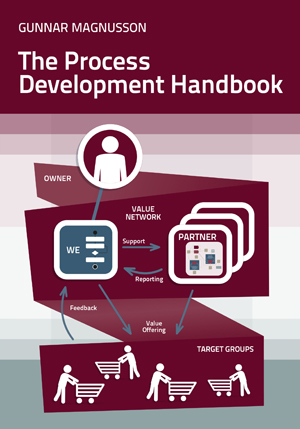 GUNNAR MAGNUSSON
The Process
Development Handbook
OWNER
VALUE
NETWORK
WE
Support
PARTNER
Reporting
Feedback
Value
Offering
TARGET GROUPS